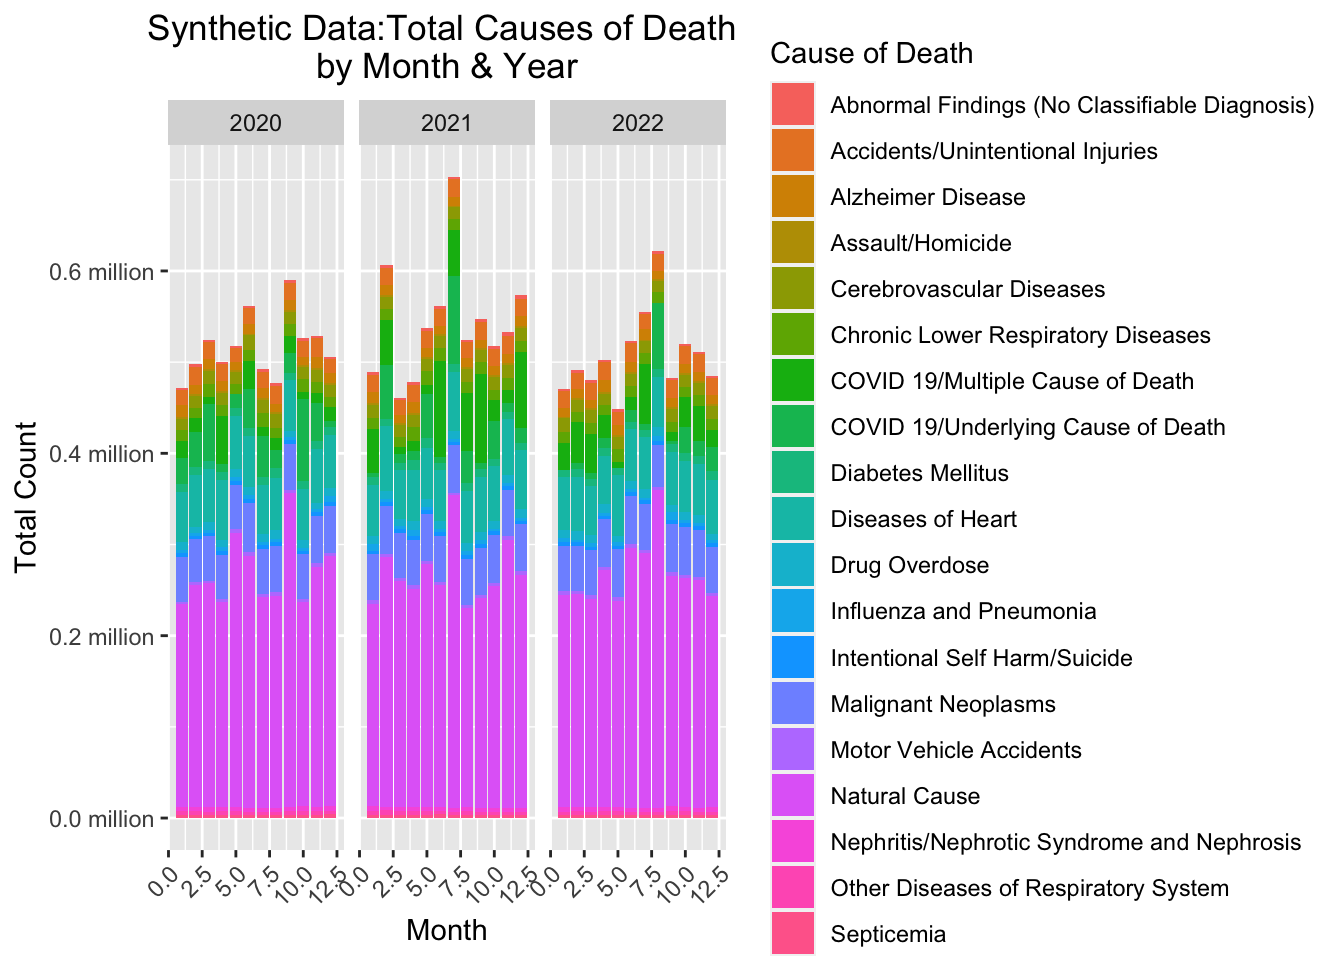 Synthetic Data:Total Causes of Death
by Month & Year
2020
2021
2022
Total Count
0.6 million
0.4 million
0.2 million
0.0 million
0.0 2.5 5.0 7.5 10.0 12.5
0.0 2.5 5.0 7.5 10.0 12.5
0.0 2.5 5.0 7.5 10.0 12.5
Month
Cause of Death
Abnormal Findings (No Classifiable Diagnosis)
Accidents/Unintentional Injuries
Alzheimer Disease
Assault/Homicide
Cerebrovascular Diseases
Chronic Lower Respiratory Diseases
COVID 19/Multiple Cause of Death
COVID 19/Underlying Cause of Death
Diabetes Mellitus
Diseases of Heart
Drug Overdose
Influenza and Pneumonia
Intentional Self Harm/Suicide
Malignant Neoplasms
Motor Vehicle Accidents
Natural Cause
Nephritis/Nephrotic Syndrome and Nephrosis
Other Diseases of Respiratory System
Septicemia